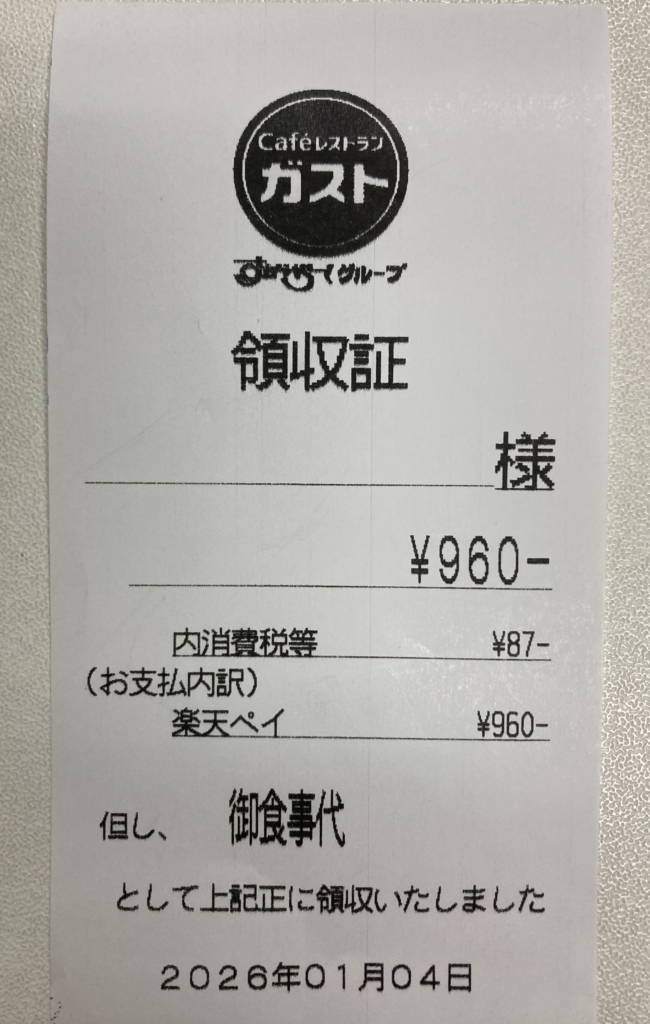 Caféレストラン
ガスト
すかいらーくグループ
領収証
様
¥960-
内消費税等 ¥87-
(お支払内訳)
楽天ペイ ¥960-
但し、 御食事代
として上記正に領収いたしました
2026年01月04日